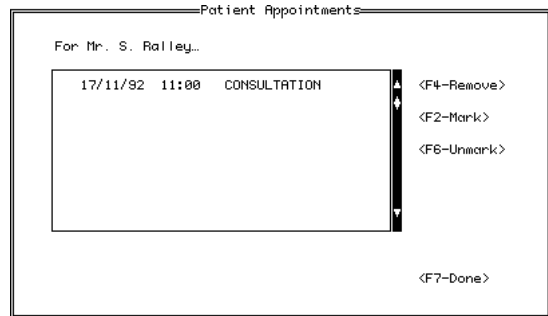 Patient Appointments
For Mr. S. Ralley…
17/11/92 11:00 CONSULTATION
<F4-Remove>
<F2-Mark>
<F6-Unmark>
<F7-Done>